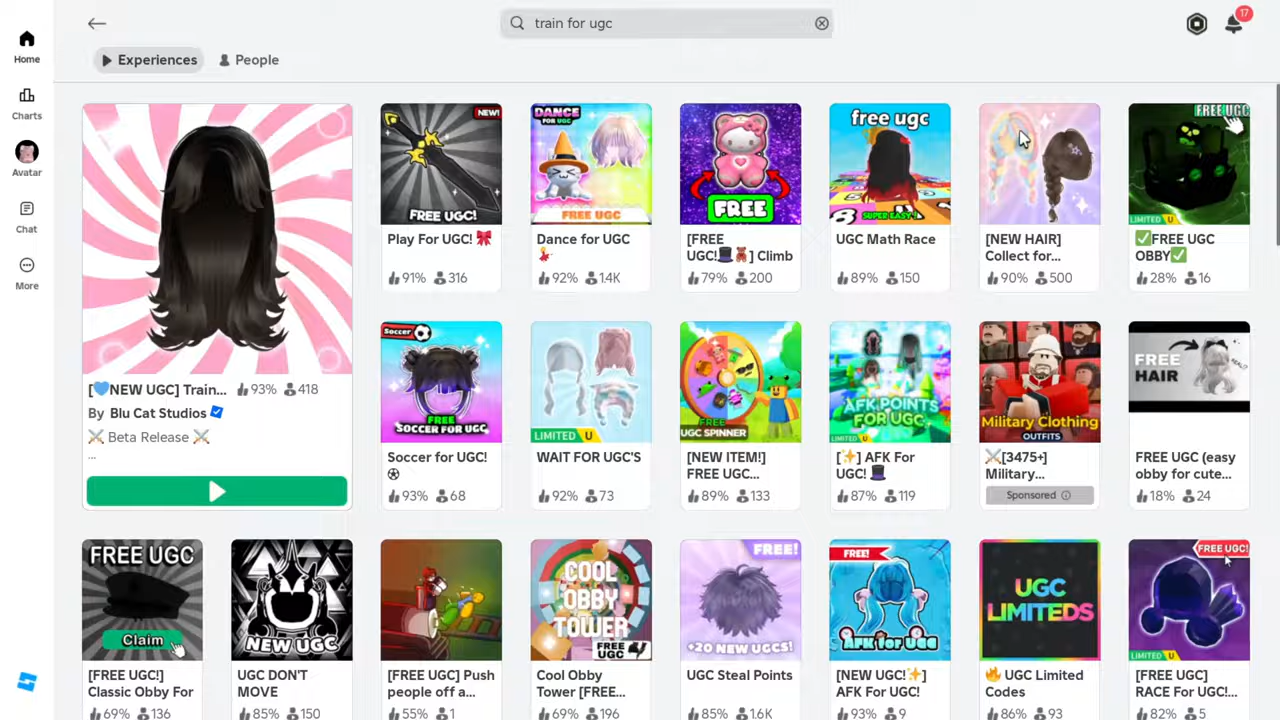 train for ugc
17
Experiences
People
Home
Charts
Avatar
Chat
More
[💙NEW UGC] Train...
93%
418
By Blu Cat Studios
⚔️ Beta Release ⚔️
...
NEW!
FREE UGC!
Play For UGC! 🎀
91%
316
DANCE
FOR UGC
FREE UGC
Dance for UGC
💃
92%
1.4K
FREE
[FREE
UGC!🎩🧸] Climb
79%
200
free ugc
8
SUPER EASY!
UGC Math Race
89%
150
[NEW HAIR]
Collect for...
90%
500
FREE UGC
LIMITED U
✅FREE UGC
OBBY✅
28%
16
Soccer
FREE
SOCCER FOR UGC
Soccer for UGC!
⚽
93%
68
LIMITED U
WAIT FOR UGC'S
92%
73
FREE
UGC SPINNER
[NEW ITEM!]
FREE UGC...
89%
133
AFK POINTS
FOR UGC
LIMITED U
[✨] AFK For
UGC! 🎩
87%
119
Military Clothing
OUTFITS
⚔️[3475+]
Military...
Sponsored
FREE
HAIR
FREE UGC (easy
obby for cute...
18%
24
FREE UGC
Claim
[FREE UGC!]
Classic Obby For
69%
136
NEW UGC
UGC DON'T
MOVE
85%
150
[FREE UGC] Push
people off a...
55%
1
COOL
OBBY
TOWER
FREE
UGC
Cool Obby
Tower [FREE...
69%
196
FREE!
+20 NEW UGCS!
UGC Steal Points
85%
1.6K
FREE!
AFK for UGC
[NEW UGC!✨]
AFK For UGC!
93%
9
UGC
LIMITEDS
🔥 UGC Limited
Codes
86%
93
FREE UGC!
LIMITED U
[FREE UGC]
RACE For UGC!...
82%
5